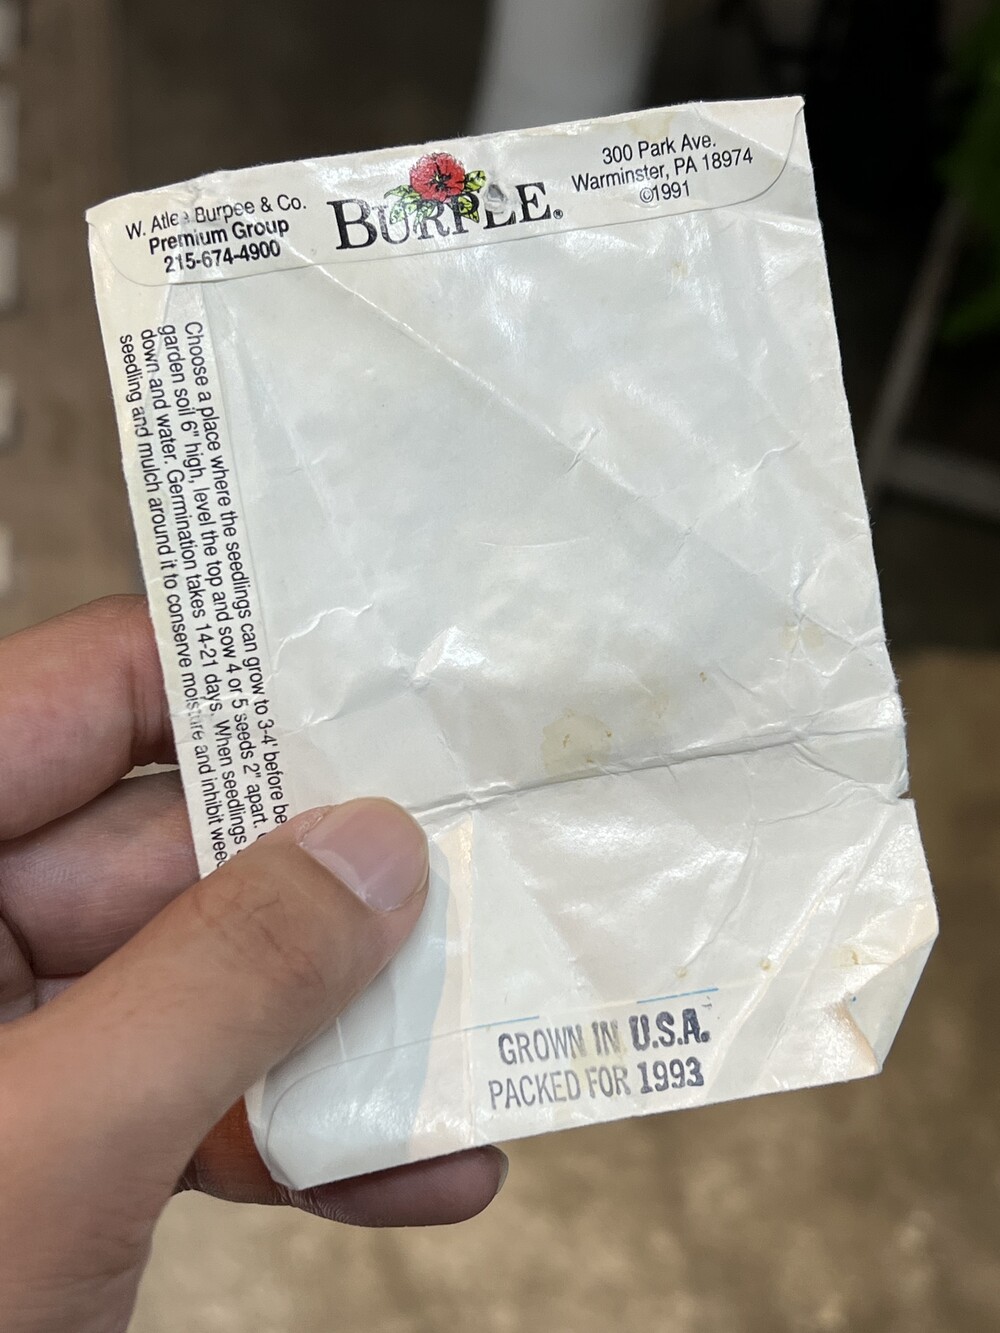 W. Atlee Burpee & Co.
Premium Group
215-674-4900
BURPEE®
300 Park Ave.
Warminster, PA 18974
©1991
Choose a place where the seedlings can grow to 3-4' before be
garden soil 6" high, level the top and sow 4 or 5 seeds 2" apart.
down and water. Germination takes 14-21 days. When seedlings
seedling and mulch around it to conserve moisture and inhibit
GROWN IN U.S.A.
PACKED FOR 1993